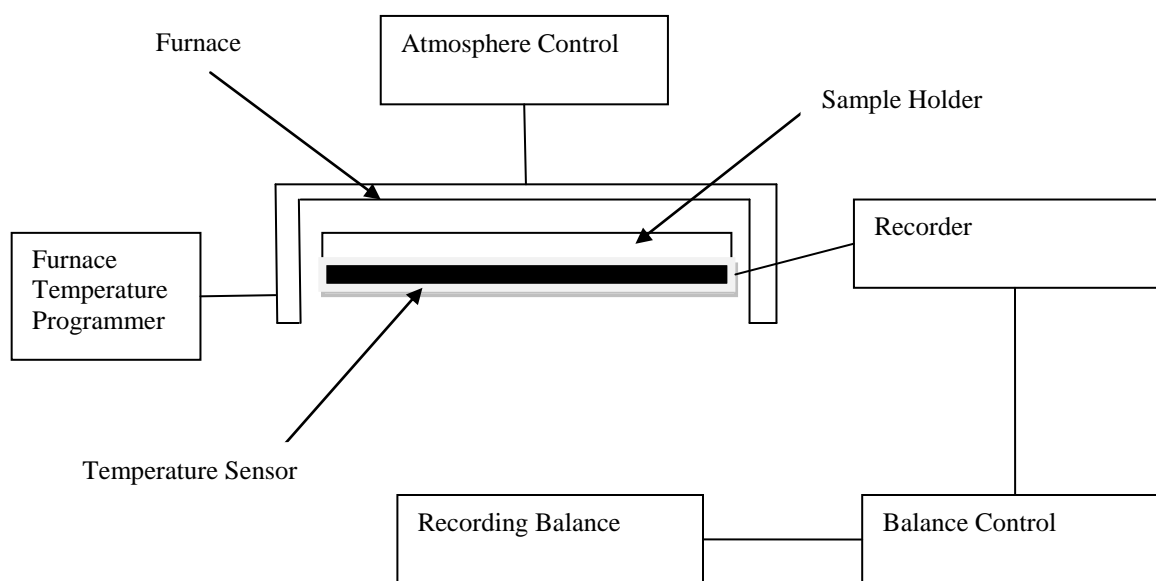 Furnace
Atmosphere Control
Sample Holder
Recorder
Furnace
Temperature
Programmer
Temperature Sensor
Recording Balance
Balance Control